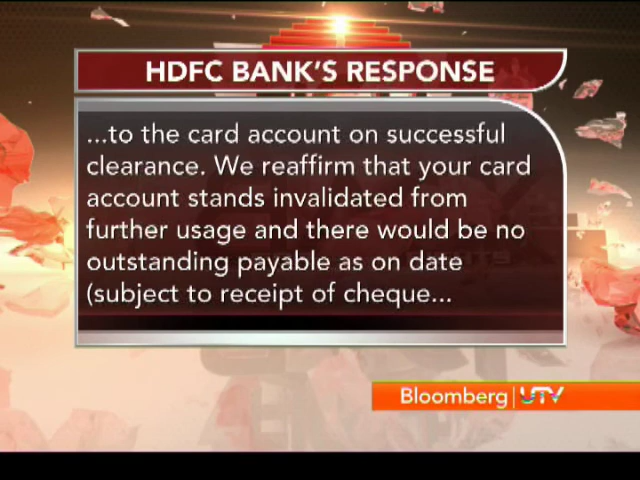 HDFC BANK'S RESPONSE
...to the card account on successful
clearance. We reaffirm that your card
account stands invalidated from
further usage and there would be no
outstanding payable as on date
(subject to receipt of cheque...
Bloomberg | UTV